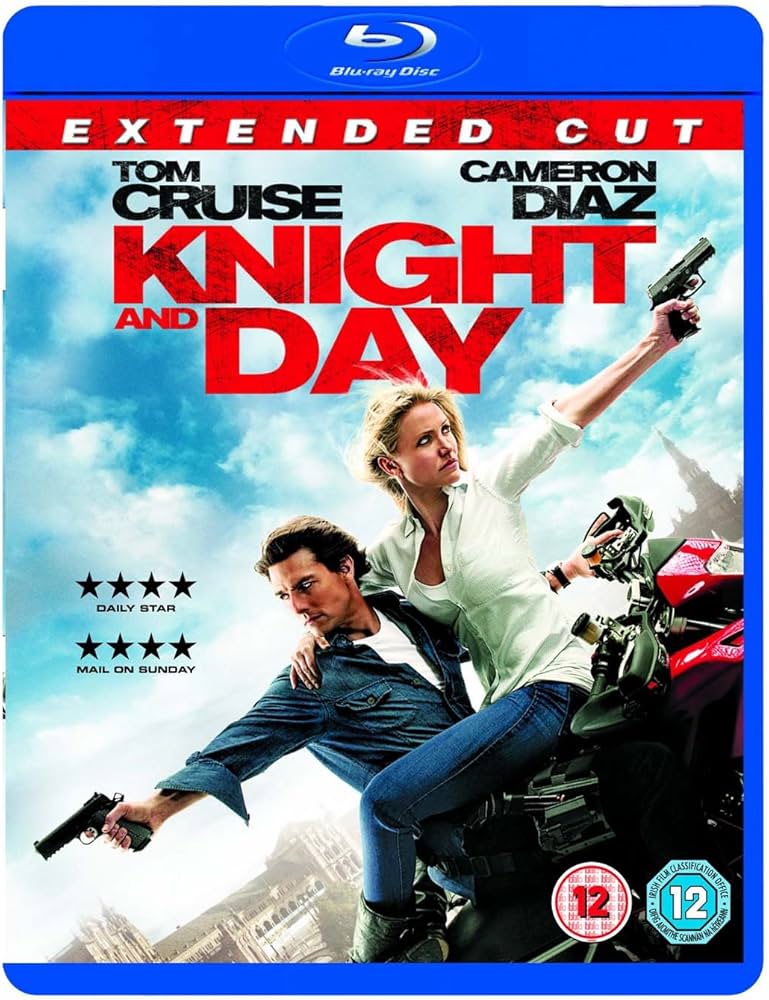 Blu-ray Disc
EXTENDED CUT
TOM CRUISE
CAMERON DIAZ
KNIGHT
AND DAY
★★★★
DAILY STAR
★★★★
MAIL ON SUNDAY
12
IRISH FILM CLASSIFICATION OFFICE
12